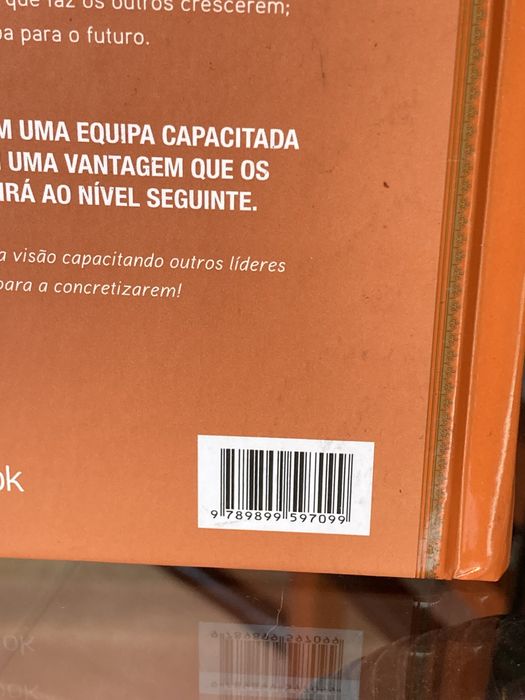 que faz os outros crescerem;
pa para o futuro.
M UMA EQUIPA CAPACITADA
UMA VANTAGEM QUE OS
IRÁ AO NÍVEL SEGUINTE.
a visão capacitando outros líderes
para a concretizarem!
ok
9 789899 597099